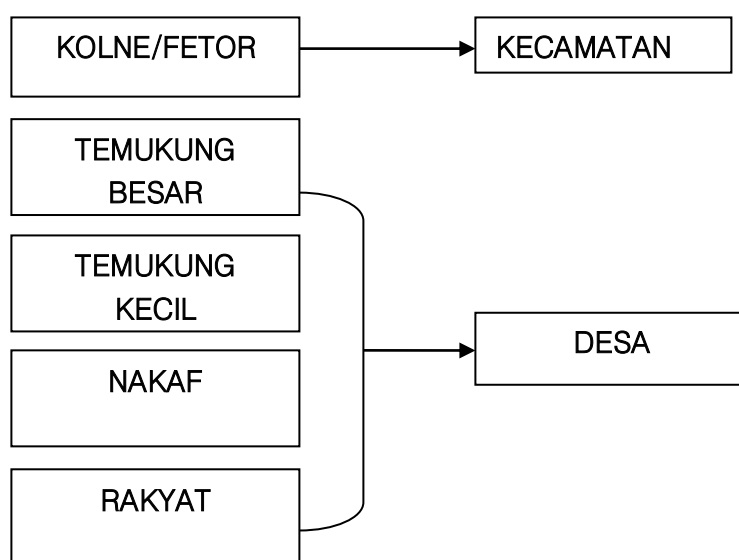 KOLNE/FETOR
KECAMATAN
TEMUKUNG
BESAR
TEMUKUNG
KECIL
DESA
NAKAF
RAKYAT